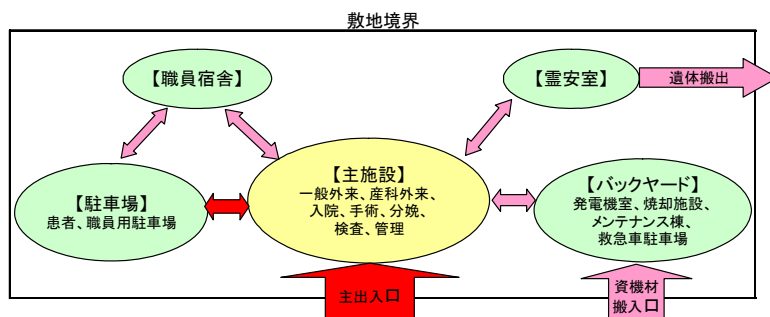 敷地境界
【職員宿舎】
【霊安室】
遺体搬出
【主施設】
一般外来、産科外来、
入院、手術、分娩、
検査、管理
【駐車場】
患者、職員用駐車場
【バックヤード】
発電機室、焼却施設、
メンテナンス棟、
救急車駐車場
主出入口
資機材
搬入口